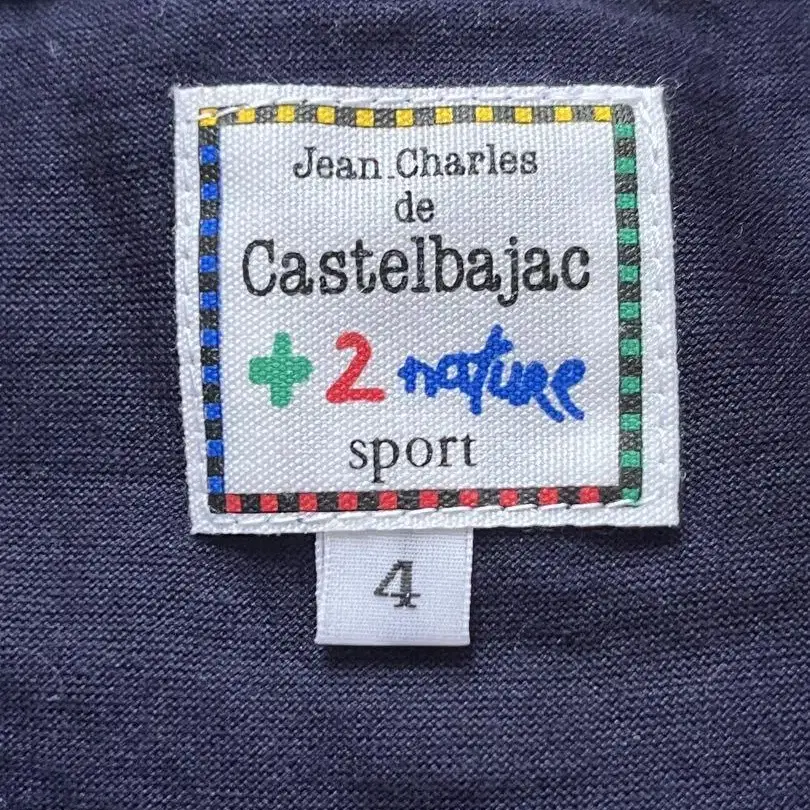 Jean.Charles
de
Castelbajac
+2 nature
sport
4